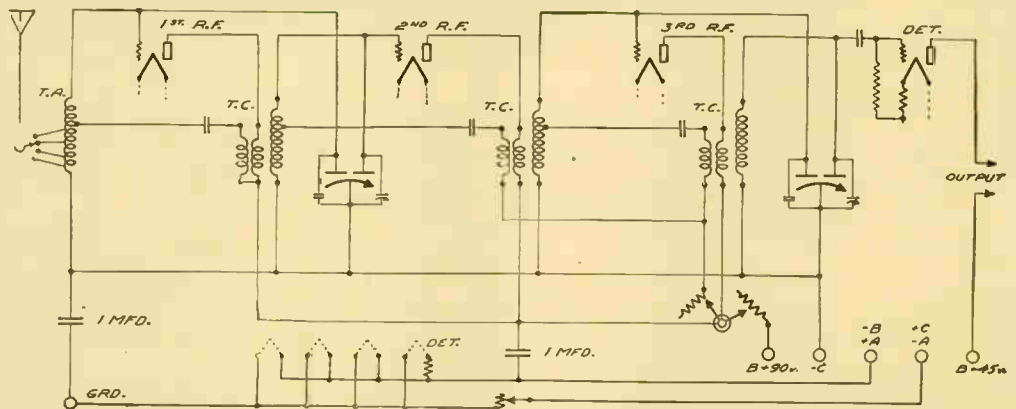 1ST. R.F.
2ND R.F.
3RD R.F.
DET.
T.A.
T.C.
T.C.
T.C.
OUTPUT
1 MFD.
DET.
1 MFD.
-B +C
+A -A
B+90v. -C
B+45v
GRD.